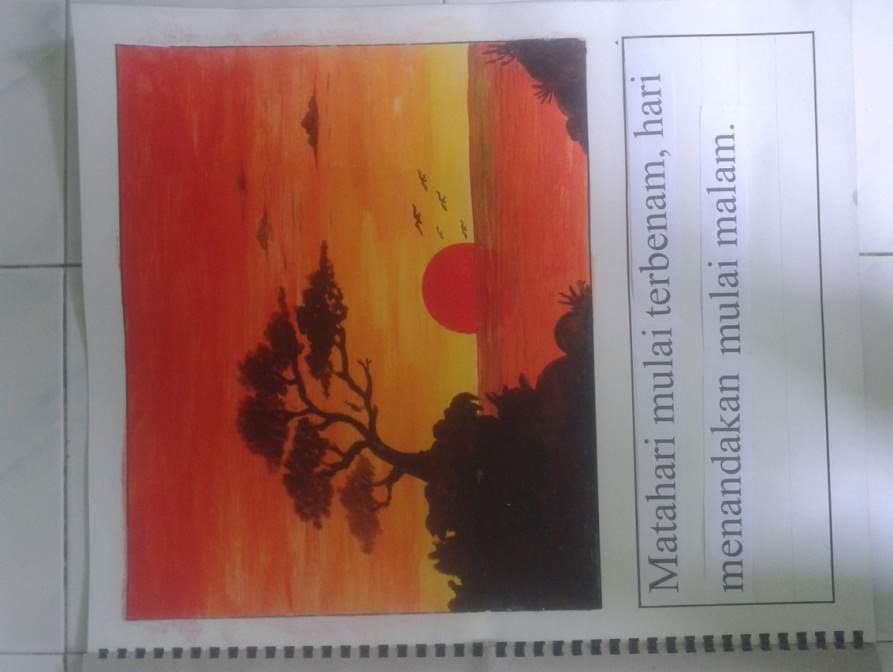 Matahari mulai terbenam, hari
menandakan mulai malam.